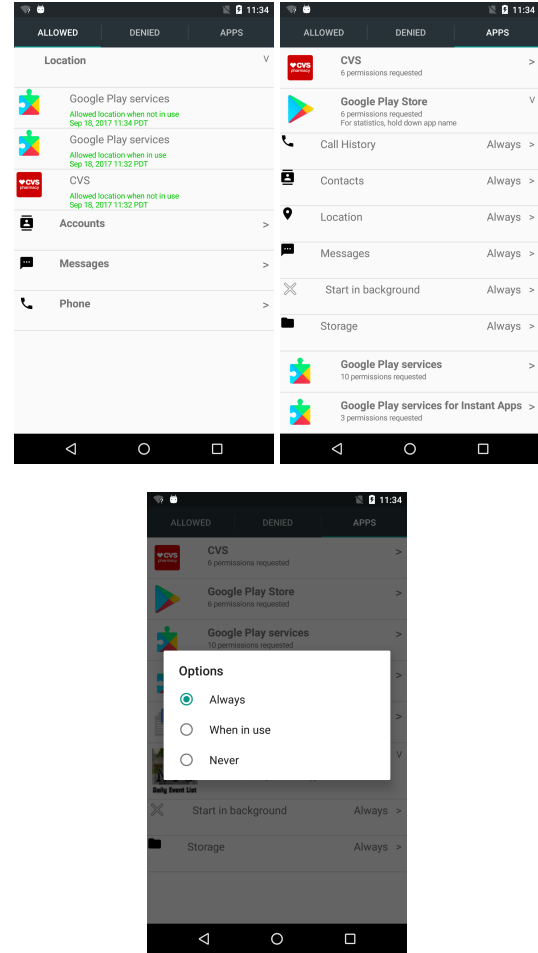 11:34
ALLOWED DENIED APPS
Location V
Google Play services
Allowed location when not in use
Sep 18, 2017 11:34 PDT
Google Play services
Allowed location when in use
Sep 18, 2017 11:32 PDT
CVS pharmacy
CVS
Allowed location when not in use
Sep 18, 2017 11:32 PDT
Accounts >
Messages >
Phone >
11:34
ALLOWED DENIED APPS
CVS pharmacy
CVS >
6 permissions requested
Google Play Store V
6 permissions requested
For statistics, hold down app name
Call History Always >
Contacts Always >
Location Always >
Messages Always >
Start in background Always >
Storage Always >
Google Play services >
10 permissions requested
Google Play services for Instant Apps >
3 permissions requested
11:34
ALLOWED DENIED APPS
CVS pharmacy
CVS >
6 permissions requested
Google Play Store >
6 permissions requested
Google Play services >
10 permissions requested
>
>
V
Options
Always
When in use
Never
Daily Event List
Start in background Always >
Storage Always >